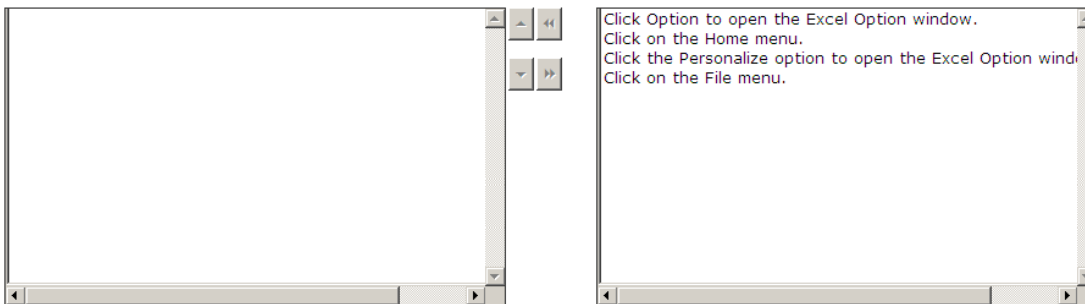 Click Option to open the Excel Option window.
Click on the Home menu.
Click the Personalize option to open the Excel Option
Click on the File menu.